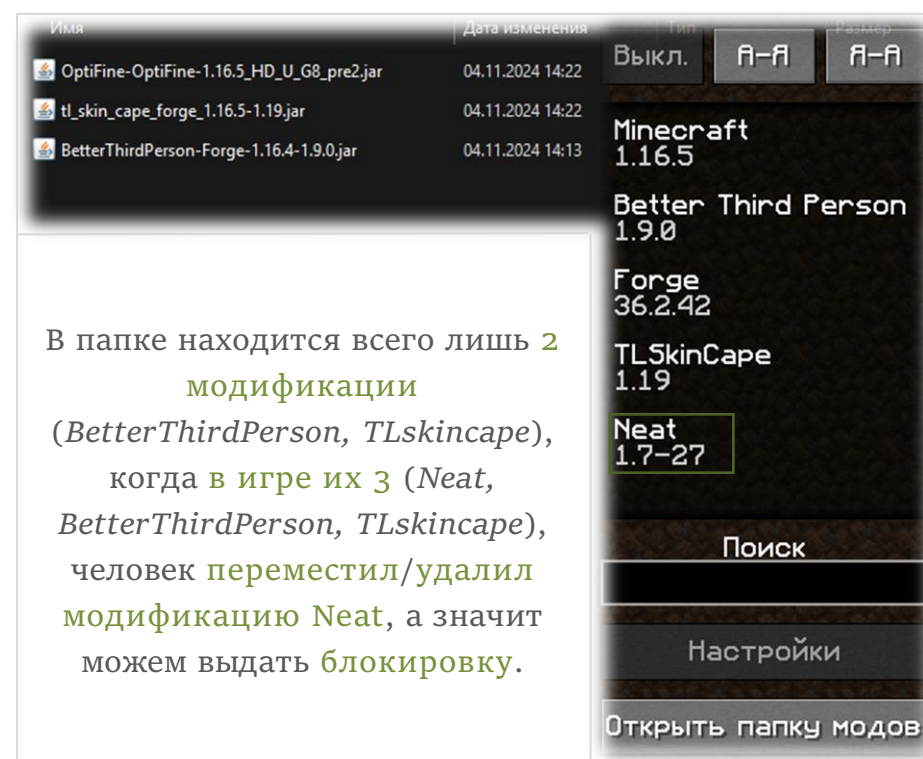 Имя Дата изменения Тип Размер
OptiFine-OptiFine-1.16.5_HD_U_G8_pre2.jar 04.11.2024 14:22
tl_skin_cape_forge_1.16.5-1.19.jar 04.11.2024 14:22
BetterThirdPerson-Forge-1.16.4-1.9.0.jar 04.11.2024 14:13
В папке находится всего лишь 2
модификации
(BetterThirdPerson, TLskincape),
когда в игре их 3 (Neat,
BetterThirdPerson, TLskincape),
человек переместил/удалил
модификацию Neat, а значит
можем выдать блокировку.
Выкл. А-Я Я-А
Minecraft
1.16.5
Better Third Person
1.9.0
Forge
36.2.42
TLSkinCape
1.19
Neat
1.7-27
Поиск
Настройки
Открыть папку модов